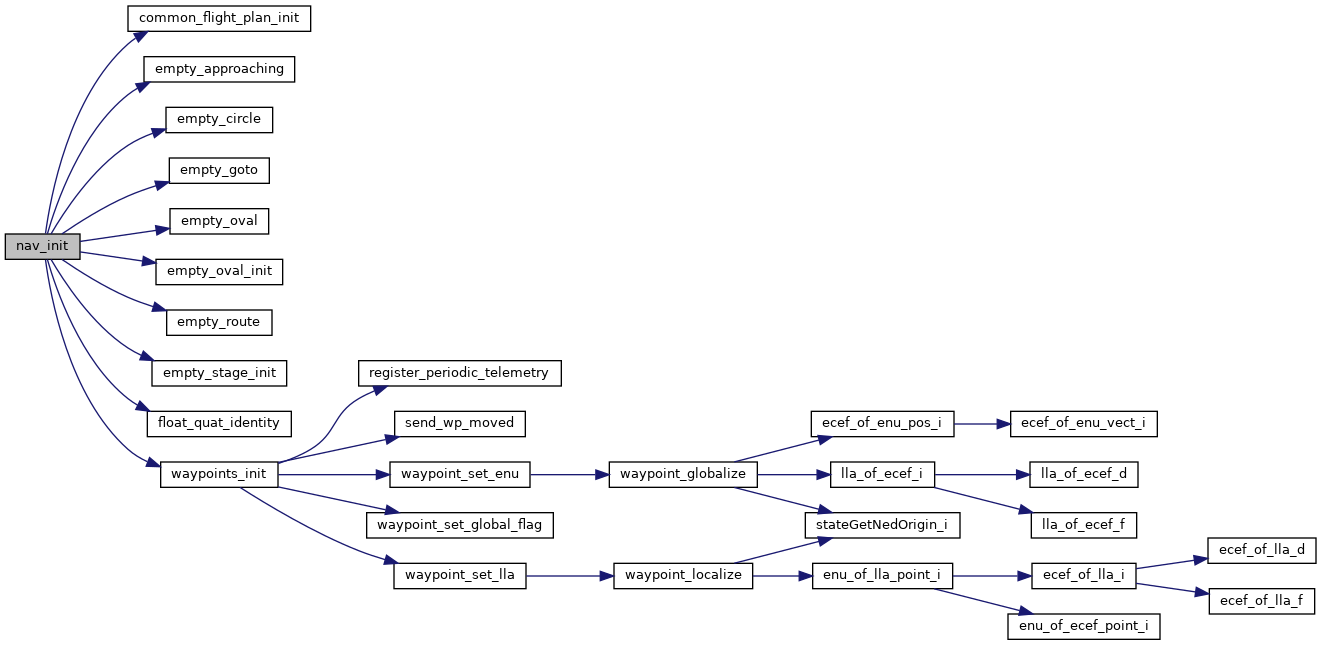 common_flight_plan_init
empty_approaching
empty_circle
empty_goto
empty_oval
nav_init
empty_oval_init
empty_route
empty_stage_init
register_periodic_telemetry
float_quat_identity
send_wp_moved
ecef_of_enu_pos_i
ecef_of_enu_vect_i
waypoints_init
waypoint_set_enu
waypoint_globalize
lla_of_ecef_i
lla_of_ecef_d
waypoint_set_global_flag
stateGetNedOrigin_i
lla_of_ecef_f
ecef_of_lla_d
waypoint_set_lla
waypoint_localize
enu_of_lla_point_i
ecef_of_lla_i
ecef_of_lla_f
enu_of_ecef_point_i